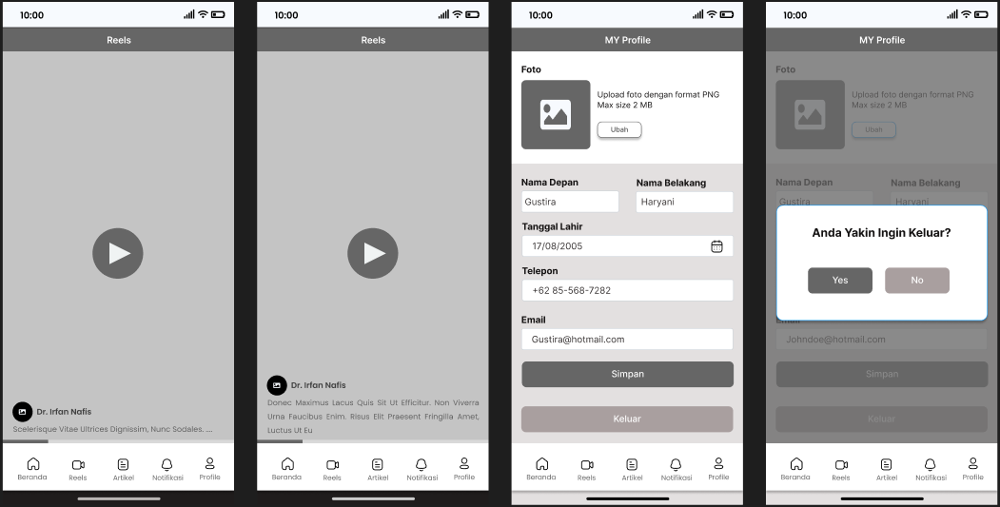 10:00
Reels
Dr. Irfan Nafis
Scelerisque Vitae Ultrices Dignissim, Nunc Sodales. ...
Beranda
Reels
Artikel
Notifikasi
Profile
10:00
Reels
Dr. Irfan Nafis
Donec Maximus Lacus Quis Sit Ut Efficitur. Non Viverra
Urna Faucibus Enim. Risus Elit Praesent Fringilla Amet,
Luctus Ut Eu
Beranda
Reels
Artikel
Notifikasi
Profile
10:00
MY Profile
Foto
Upload foto dengan format PNG
Max size 2 MB
Ubah
Nama Depan
Nama Belakang
Gustira
Haryani
Tanggal Lahir
17/08/2005
Telepon
+62 85-568-7282
Email
Gustira@hotmail.com
Simpan
Keluar
Beranda
Reels
Artikel
Notifikasi
Profile
10:00
MY Profile
Foto
Upload foto dengan format PNG
Max size 2 MB
Ubah
Nama Depan
Nama Belakang
Gustira
Haryani
Anda Yakin Ingin Keluar?
Yes
No
Email
Johndoe@hotmail.com
Simpan
Keluar
Beranda
Reels
Artikel
Notifikasi
Profile